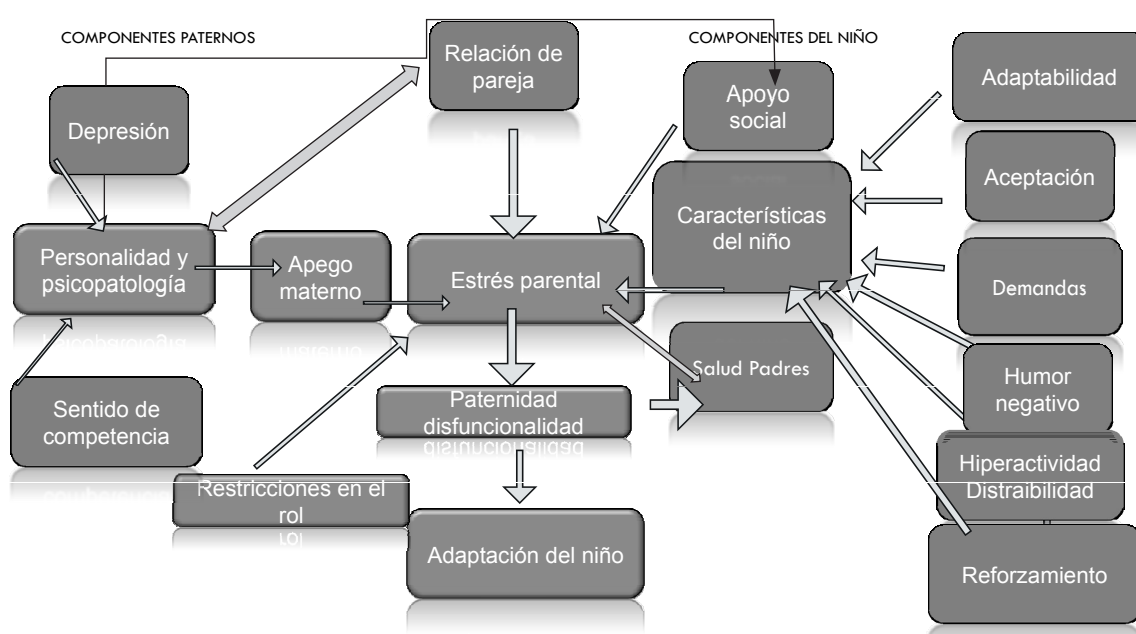 COMPONENTES PATERNOS
Relación de
pareja
COMPONENTES DEL NIÑO
Adaptabilidad
Apoyo
social
Depresión
Aceptación
Características
del niño
Personalidad y
psicopatología
Apego
materno
Estrés parental
Demandas
Salud Padres
Humor
negativo
Sentido de
competencia
Paternidad
disfuncionalidad
Hiperactividad
Distraibilidad
Restricciones en el
rol
Adaptación del niño
Reforzamiento